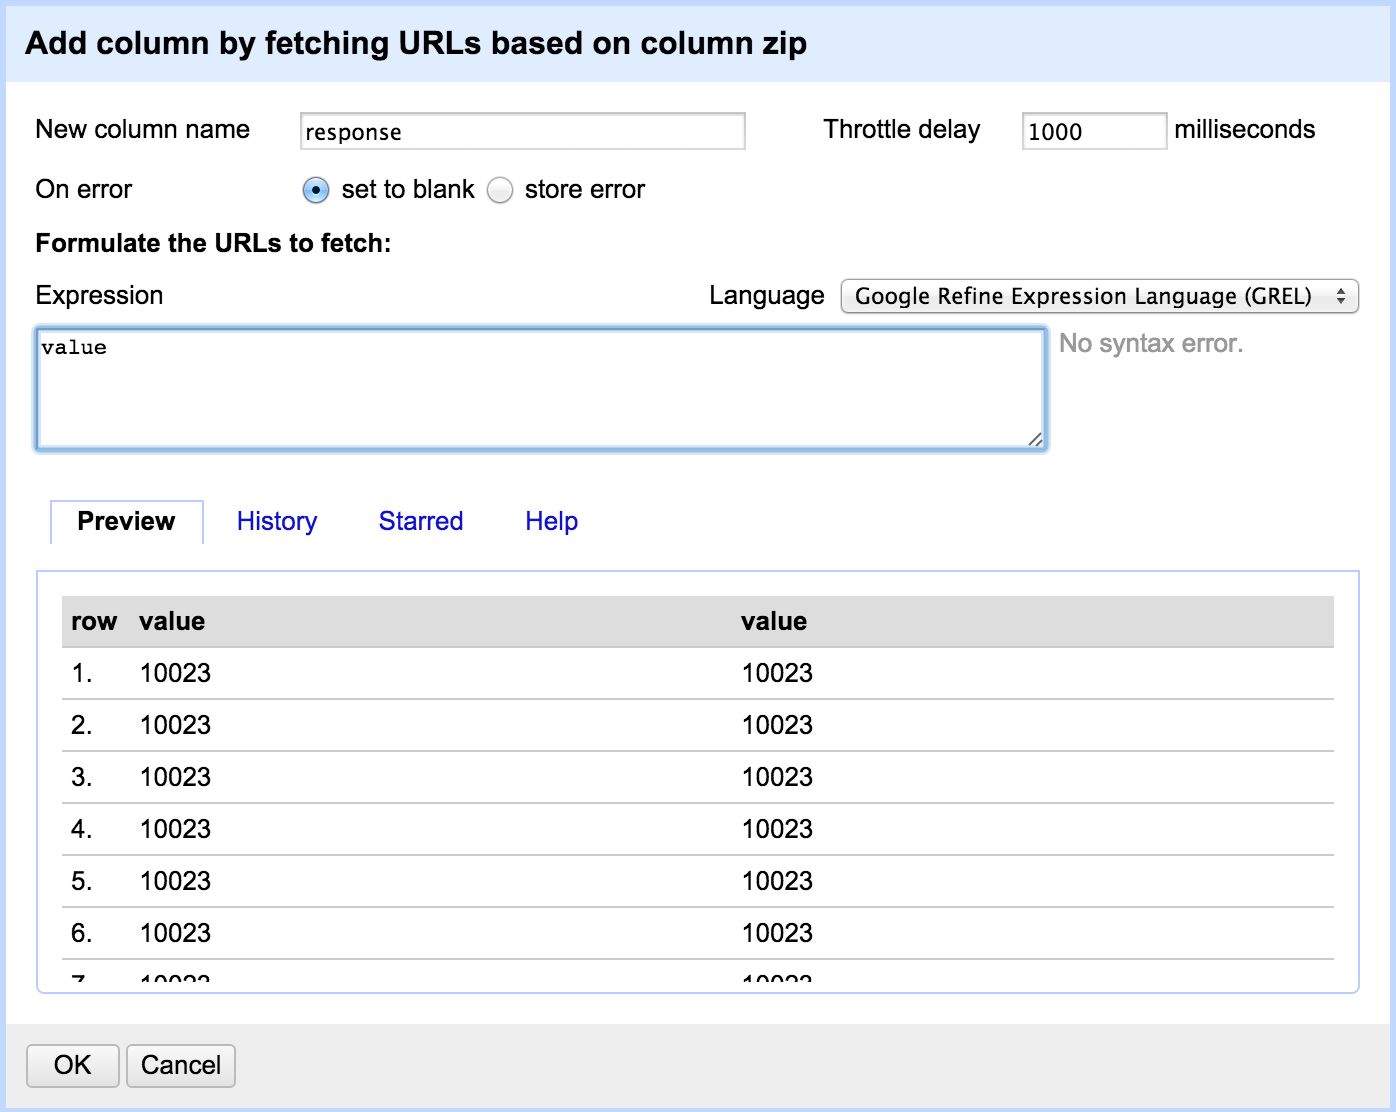 Add column by fetching URLs based on column zip
New column name response Throttle delay 1000 milliseconds
On error set to blank store error
Formulate the URLs to fetch:
Expression Language Google Refine Expression Language (GREL)
value No syntax error.
Preview History Starred Help
row value value
1. 10023 10023
2. 10023 10023
3. 10023 10023
4. 10023 10023
5. 10023 10023
6. 10023 10023
7. 10023 10023
OK Cancel